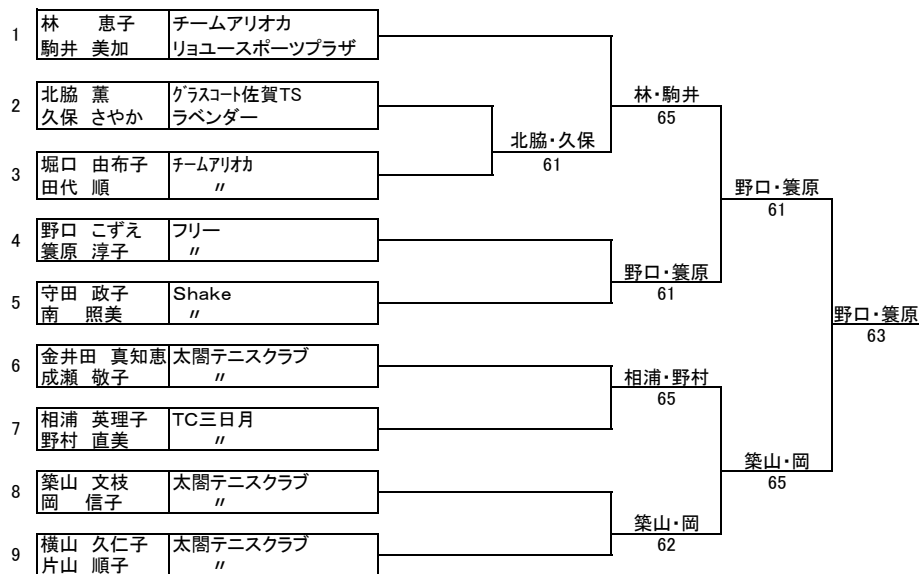 1 林 恵子 チームアリオカ
駒井 美加 リョユースポーツプラザ
2 北脇 薫 グラスコート佐賀TS
久保 さやか ラベンダー
3 堀口 由布子 チームアリオカ
田代 順 〃
4 野口 こずえ フリー
簑原 淳子 〃
5 守田 政子 Shake
南 照美 〃
6 金井田 真知恵 太閤テニスクラブ
成瀬 敬子 〃
7 相浦 英理子 TC三日月
野村 直美 〃
8 築山 文枝 太閤テニスクラブ
岡 信子 〃
9 横山 久仁子 太閤テニスクラブ
片山 順子 〃
北脇・久保
61
林・駒井
65
野口・簑原
61
相浦・野村
65
築山・岡
62
野口・簑原
61
築山・岡
65
野口・簑原
63